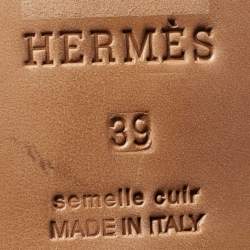 HERMÈS
39
semelle cuir
MADE IN ITALY